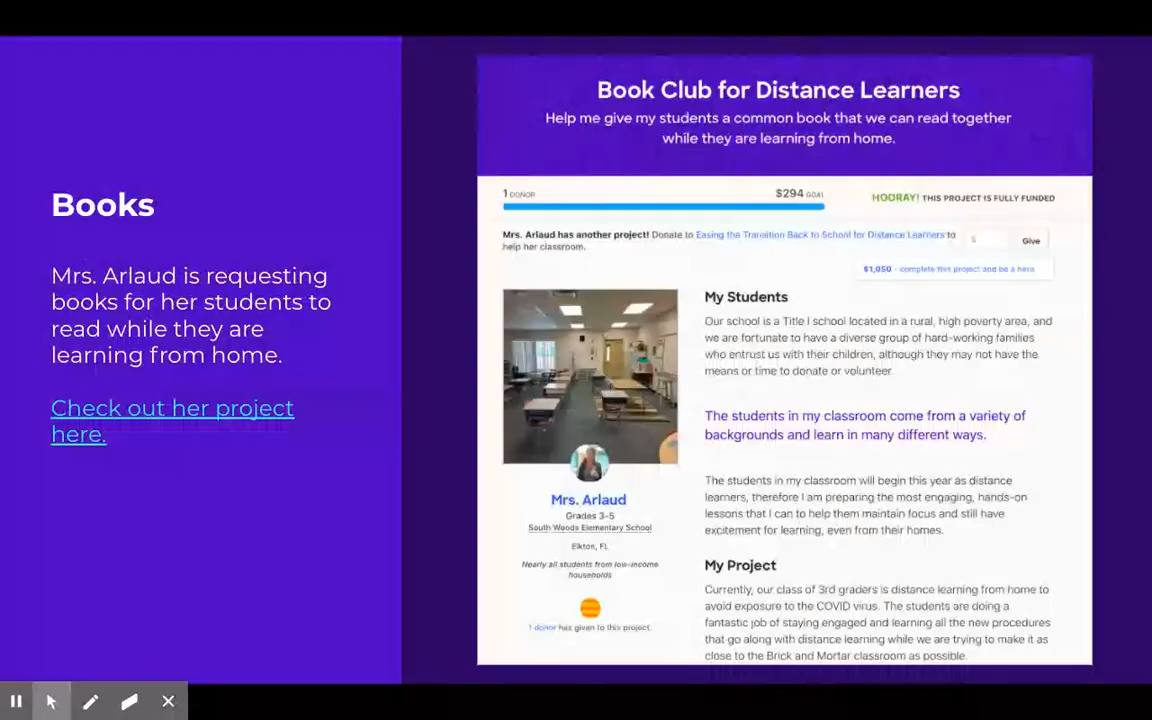 Books
Mrs. Arlaud is requesting
books for her students to
read while they are
learning from home.
Check out her project
here.
Book Club for Distance Learners
Help me give my students a common book that we can read together
while they are learning from home.
1 DONOR
$294 GOAL
HOORAY! THIS PROJECT IS FULLY FUNDED
Mrs. Arlaud has another project! Donate to Easing the Transition Back to School for Distance Learners to
help her classroom.
$
Give
$1,050 - complete this project and be a hero
Mrs. Arlaud
Grades 3-5
South Woods Elementary School
Elkton, FL
Nearly all students from low-income
households
1 donor has given to this project.
My Students
Our school is a Title I school located in a rural, high poverty area, and
we are fortunate to have a diverse group of hard-working families
who entrust us with their children, although they may not have the
means or time to donate or volunteer.
The students in my classroom come from a variety of
backgrounds and learn in many different ways.
The students in my classroom will begin this year as distance
learners, therefore I am preparing the most engaging, hands-on
lessons that I can to help them maintain focus and still have
excitement for learning, even from their homes.
My Project
Currently, our class of 3rd graders is distance learning from home to
avoid exposure to the COVID virus. The students are doing a
fantastic job of staying engaged and learning all the new procedures
that go along with distance learning while we are trying to make it as
close to the Brick and Mortar classroom as possible.